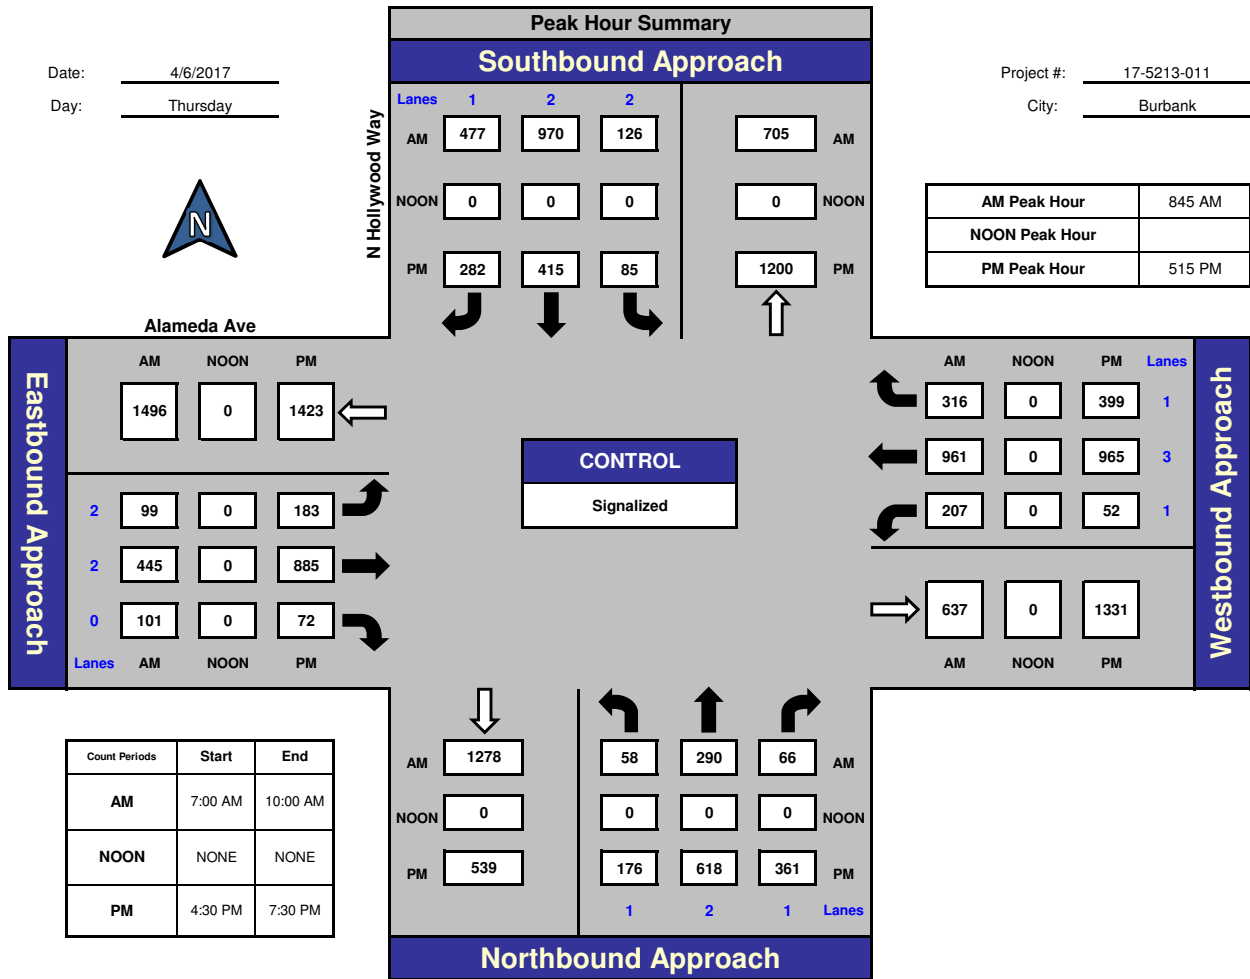 Peak Hour Summary
Southbound Approach
Date: 4/6/2017
Day: Thursday
Project #: 17-5213-011
City: Burbank
N Hollywood Way
Lanes 1 2 2
AM 477 970 126 705 AM
NOON 0 0 0 0 NOON
PM 282 415 85 1200 PM
N
AM Peak Hour 845 AM
NOON Peak Hour
PM Peak Hour 515 PM
Alameda Ave
Eastbound Approach
AM NOON PM
1496 0 1423
2 99 0 183
2 445 0 885
0 101 0 72
Lanes AM NOON PM
CONTROL
Signalized
AM NOON PM Lanes
316 0 399 1
961 0 965 3
207 0 52 1
637 0 1331
AM NOON PM
Westbound Approach
Count Periods Start End
AM 7:00 AM 10:00 AM
NOON NONE NONE
PM 4:30 PM 7:30 PM
AM 1278 58 290 66 AM
NOON 0 0 0 0 NOON
PM 539 176 618 361 PM
1 2 1 Lanes
Northbound Approach